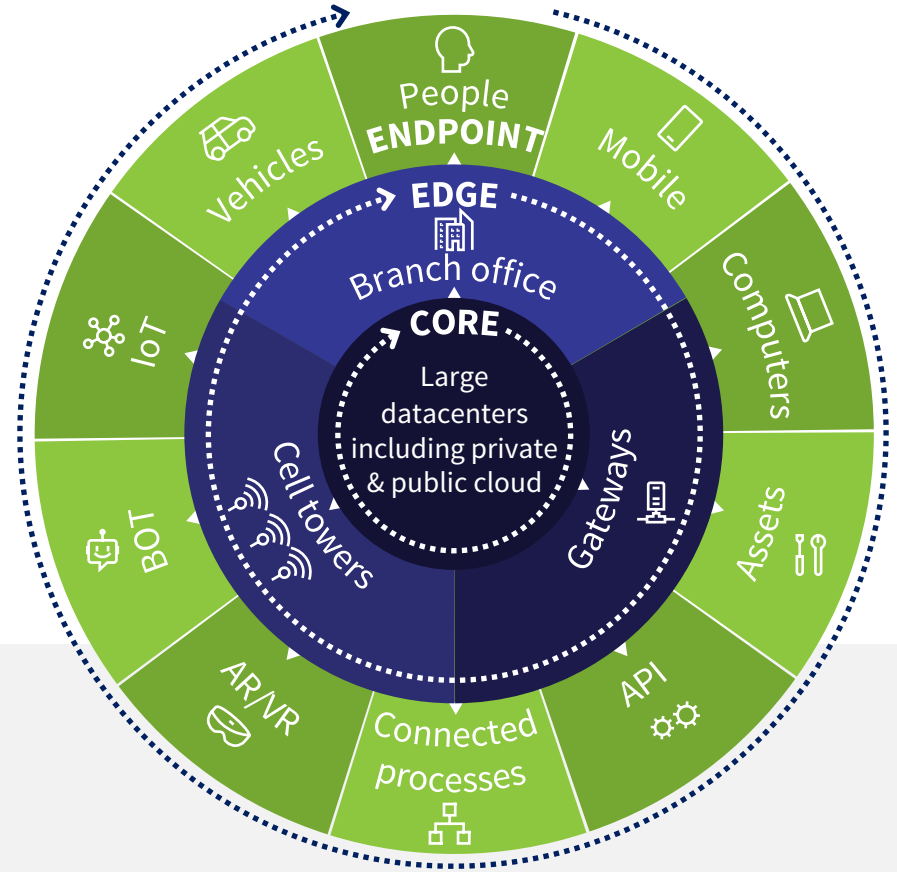 People
ENDPOINT
Mobile
Computers
Assets
API
Connected
processes
AR/VR
BOT
IoT
Vehicles
EDGE
Branch office
Gateways
Cell towers
CORE
Large
datacenters
including private
& public cloud